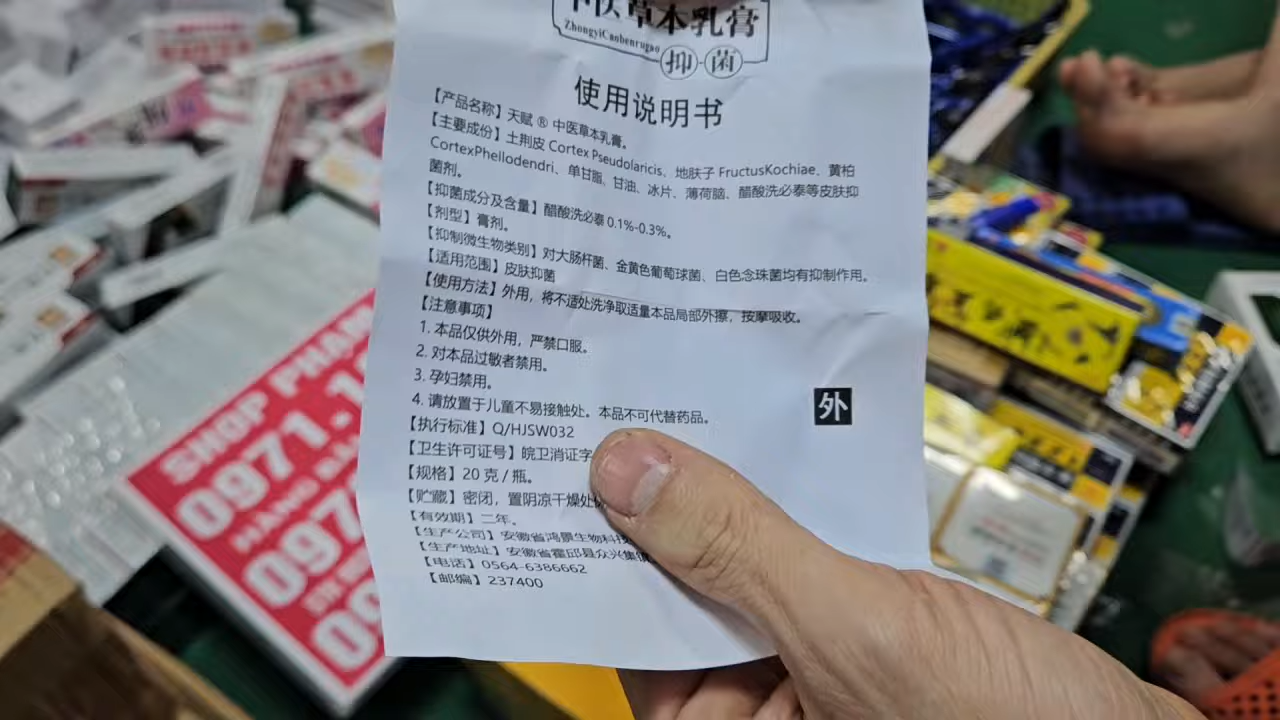 中医草本乳膏
ZhongyiCaobenrugao
抑 菌
使用说明书
【产品名称】天赋 ® 中医草本乳膏。
【主要成份】土荆皮 Cortex Pseudolaricis、地肤子 FructusKochiae、黄柏
CortexPhellodendri、单甘脂、甘油、冰片、薄荷脑、醋酸洗必泰等皮肤抑
菌剂。
【抑菌成分及含量】醋酸洗必泰 0.1%-0.3%。
【剂型】膏剂。
【抑制微生物类别】对大肠杆菌、金黄色葡萄球菌、白色念珠菌均有抑制作用。
【适用范围】皮肤抑菌
【使用方法】外用，将不适处洗净取适量本品局部外擦，按摩吸收。
【注意事项】
1. 本品仅供外用，严禁口服。
2. 对本品过敏者禁用。
3. 孕妇禁用。
4. 请放置于儿童不易接触处。本品不可代替药品。
外
【执行标准】Q/HJSW032
【卫生许可证号】皖卫消证字
【规格】20 克 / 瓶。
【贮藏】密闭，置阴凉干燥处
【有效期】二年。
【生产公司】安徽省鸿景生物科技
【生产地址】安徽省霍邱县众兴集镇
【电话】0564-6386662
【邮编】237400
SHOP PHAM
0971.1
HANG
097
09